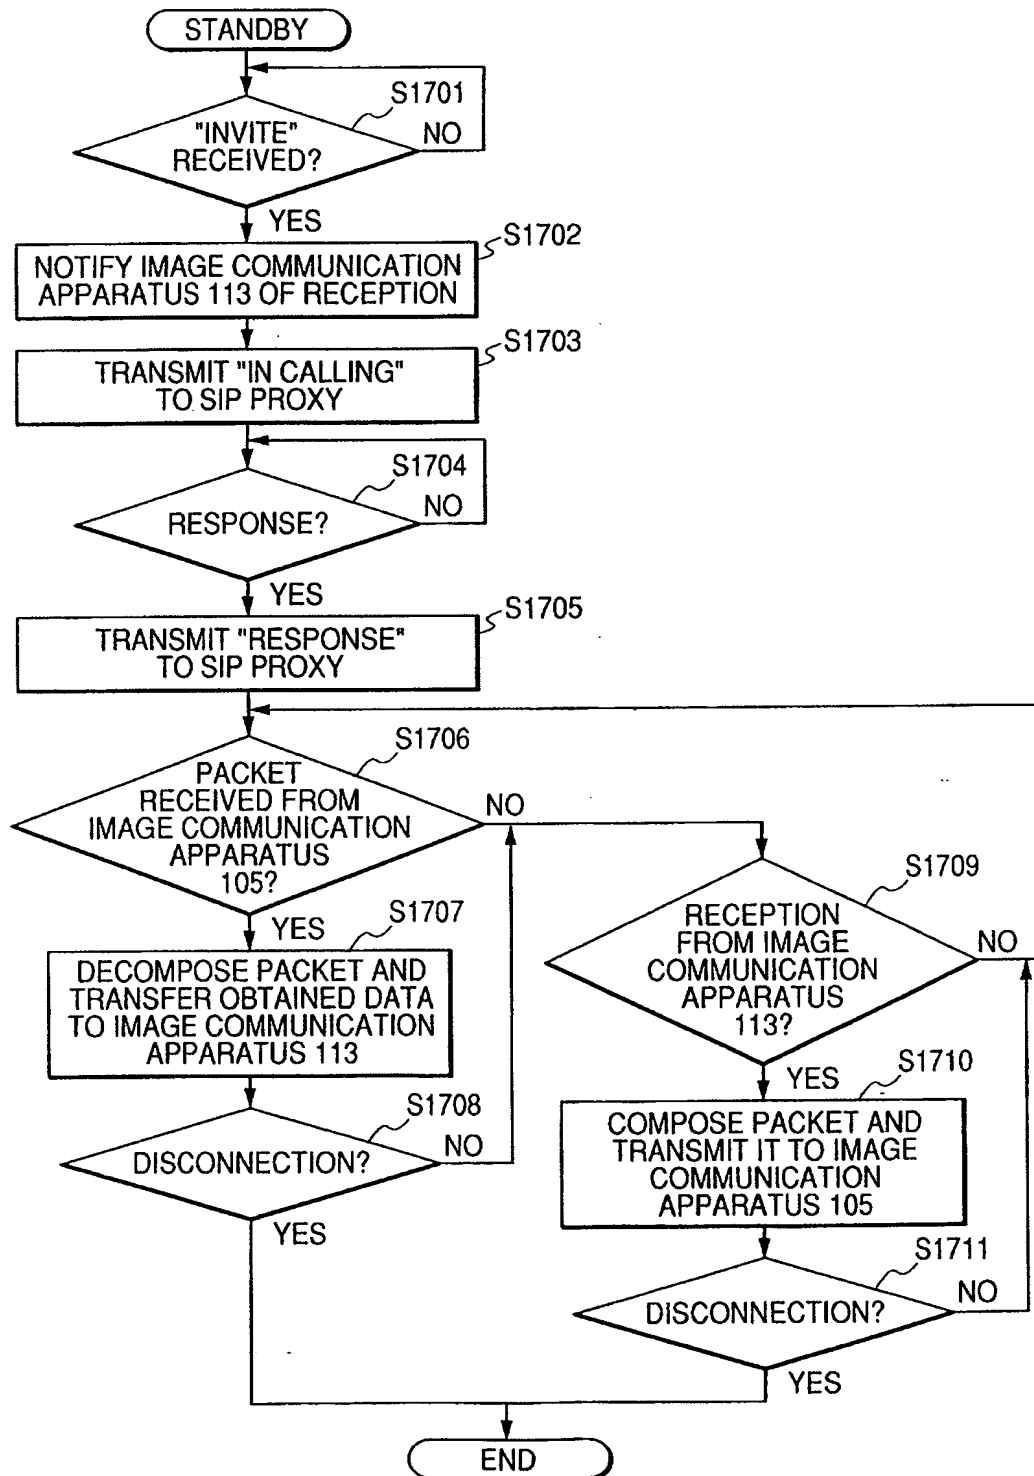 STANDBY
S1701
"INVITE"
RECEIVED?
NO
YES
S1702
NOTIFY IMAGE COMMUNICATION
APPARATUS 113 OF RECEPTION
S1703
TRANSMIT "IN CALLING"
TO SIP PROXY
S1704
RESPONSE?
NO
YES
S1705
TRANSMIT "RESPONSE"
TO SIP PROXY
S1706
PACKET
RECEIVED FROM
IMAGE COMMUNICATION
APPARATUS
105?
NO
YES
S1707
DECOMPOSE PACKET AND
TRANSFER OBTAINED DATA
TO IMAGE COMMUNICATION
APPARATUS 113
S1708
DISCONNECTION?
NO
YES
S1709
RECEPTION
FROM IMAGE
COMMUNICATION
APPARATUS
113?
NO
YES
S1710
COMPOSE PACKET AND
TRANSMIT IT TO IMAGE
COMMUNICATION
APPARATUS 105
S1711
DISCONNECTION?
NO
YES
END